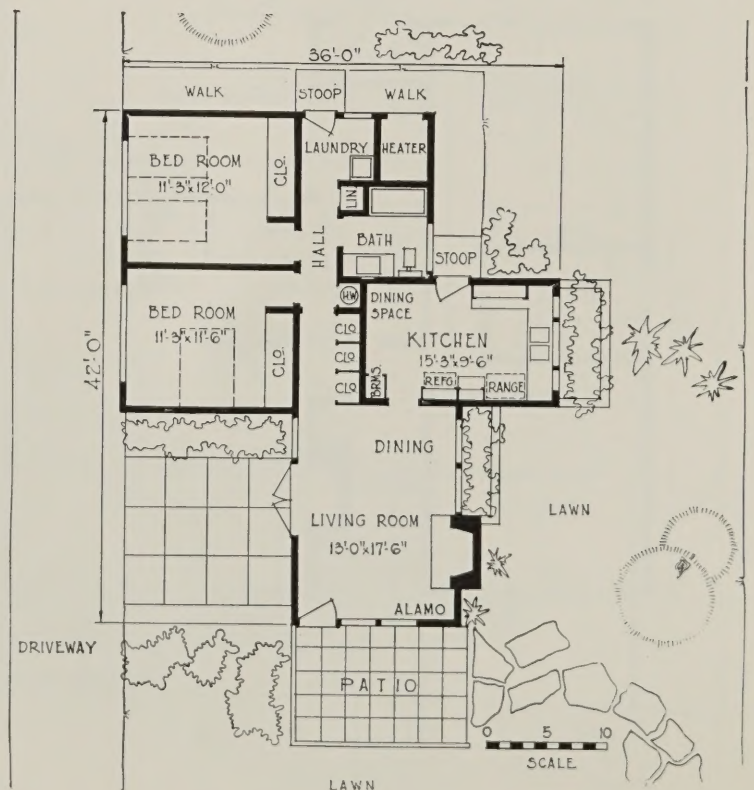 36'-0"
WALK
STOOP
WALK
BED ROOM
11'-3"x12'-0"
CLO.
LAUNDRY
HEATER
LIN
HALL
BATH
STOOP
BED ROOM
11'-3"x11'-6"
CLO.
HW
CLO
CLO
CLO
DINING
SPACE
KITCHEN
15'-3"x9'-6"
BRMS.
REFG
RANGE
42'-0"
DINING
LIVING ROOM
13'-0"x17'-6"
LAWN
ALAMO
DRIVEWAY
PATIO
0 5 10
SCALE
LAWN